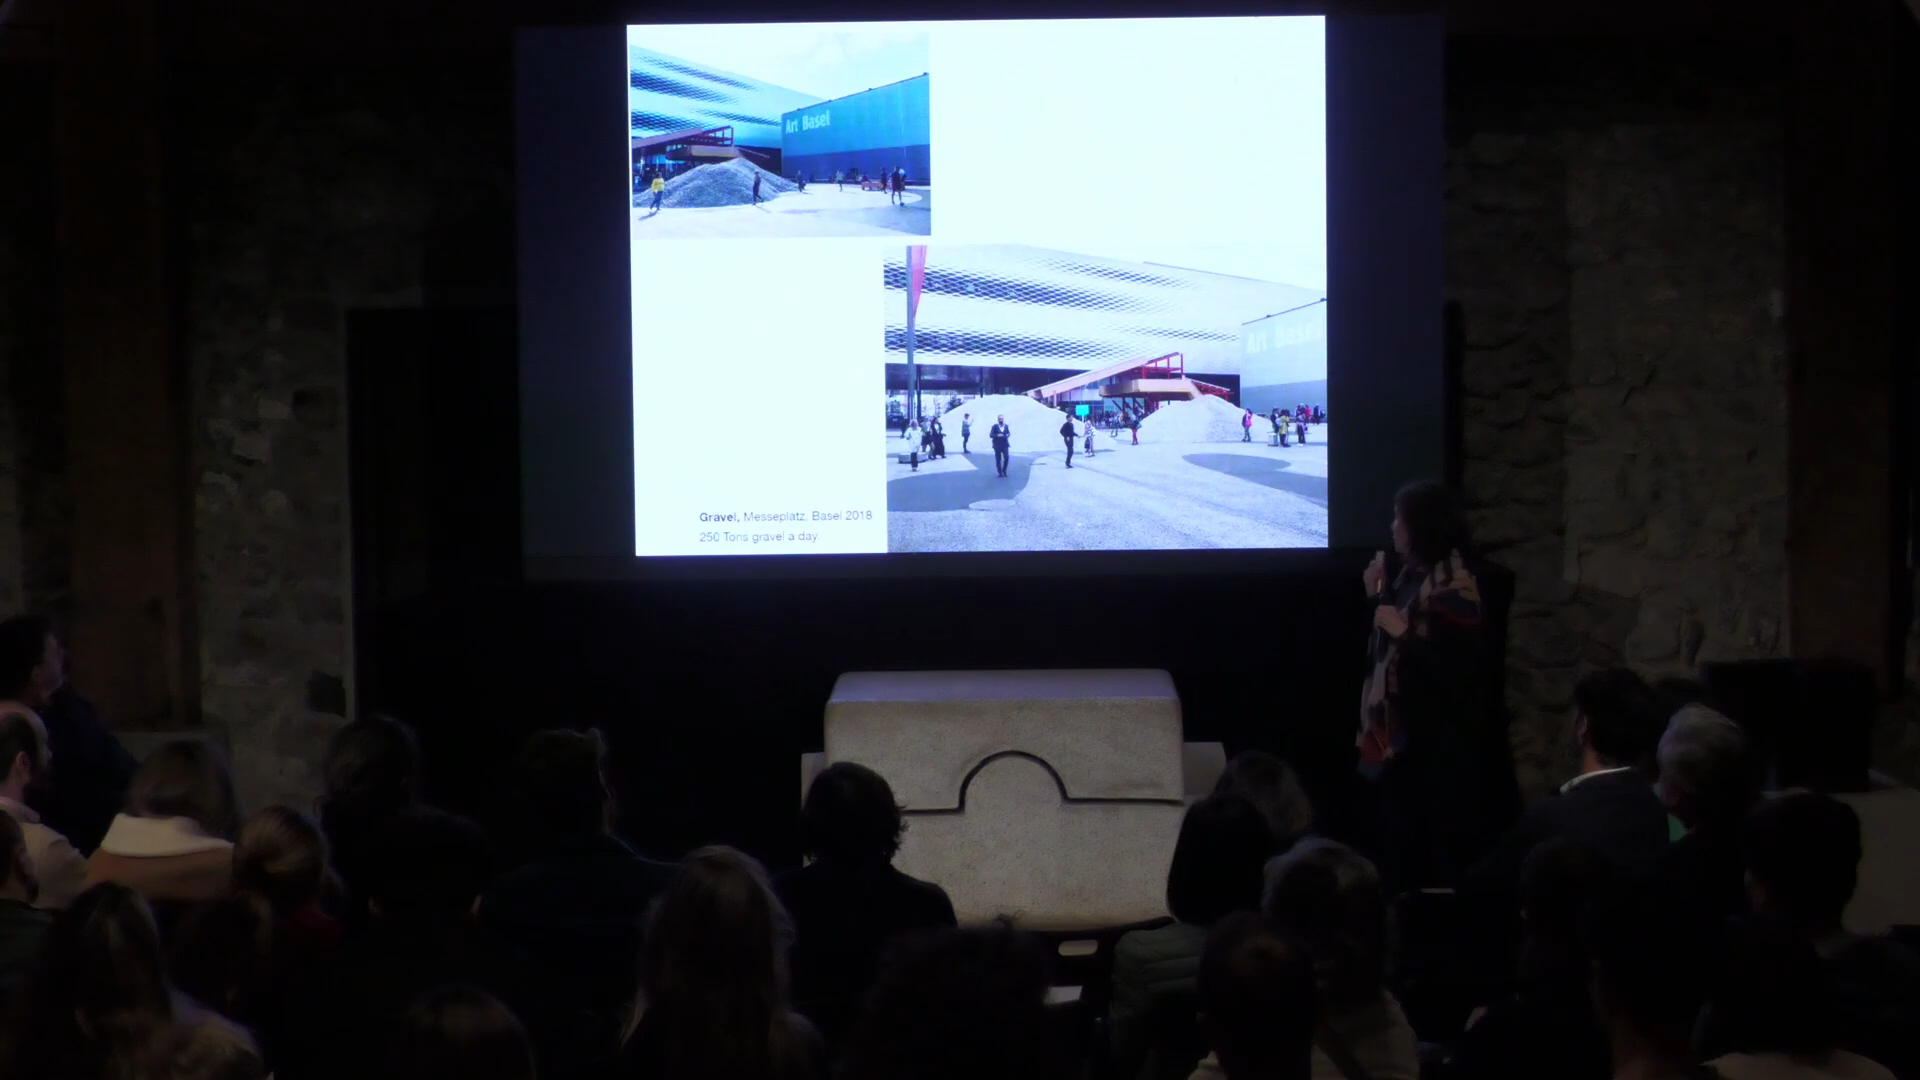 Art Basel
Art Basel
Gravel, Messeplatz, Basel 2018
250 Tons gravel a day.